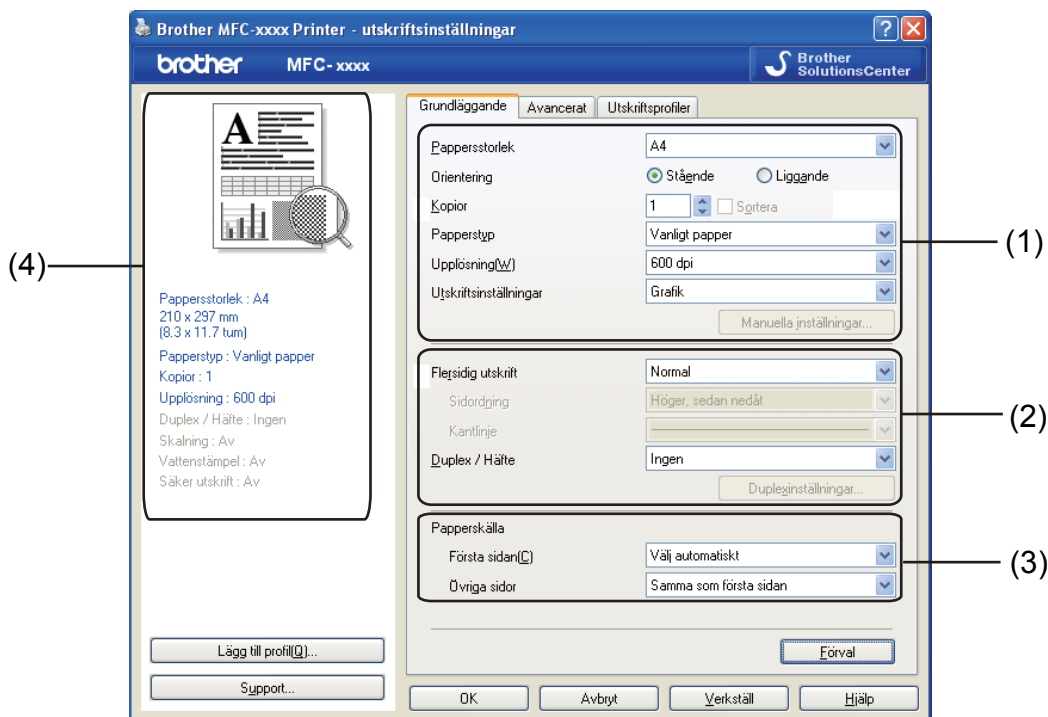 Brother MFC-xxxx Printer - utskriftsinställningar
brother MFC- xxxx
Brother
SolutionsCenter
A
(4)
Pappersstorlek : A4
210 x 297 mm
(8.3 x 11.7 tum)
Papperstyp : Vanligt papper
Kopior : 1
Upplösning : 600 dpi
Duplex / Häfte : Ingen
Skalning : Av
Vattenstämpel : Av
Säker utskrift : Av
Lägg till profil(Q)...
Support...
Grundläggande Avancerat Utskriftsprofiler
Pappersstorlek A4
Orientering Stående Liggande
Kopior 1 Sortera
Papperstyp Vanligt papper
(1)
Upplösning(W) 600 dpi
Utskriftsinställningar Grafik
Manuella inställningar...
Flersidig utskrift Normal
Sidordning Höger, sedan nedåt
(2)
Kantlinje
Duplex / Häfte Ingen
Duplexinställningar...
Papperskälla
Första sidan(C) Välj automatiskt
(3)
Övriga sidor Samma som första sidan
Förval
OK Avbryt Verkställ Hjälp